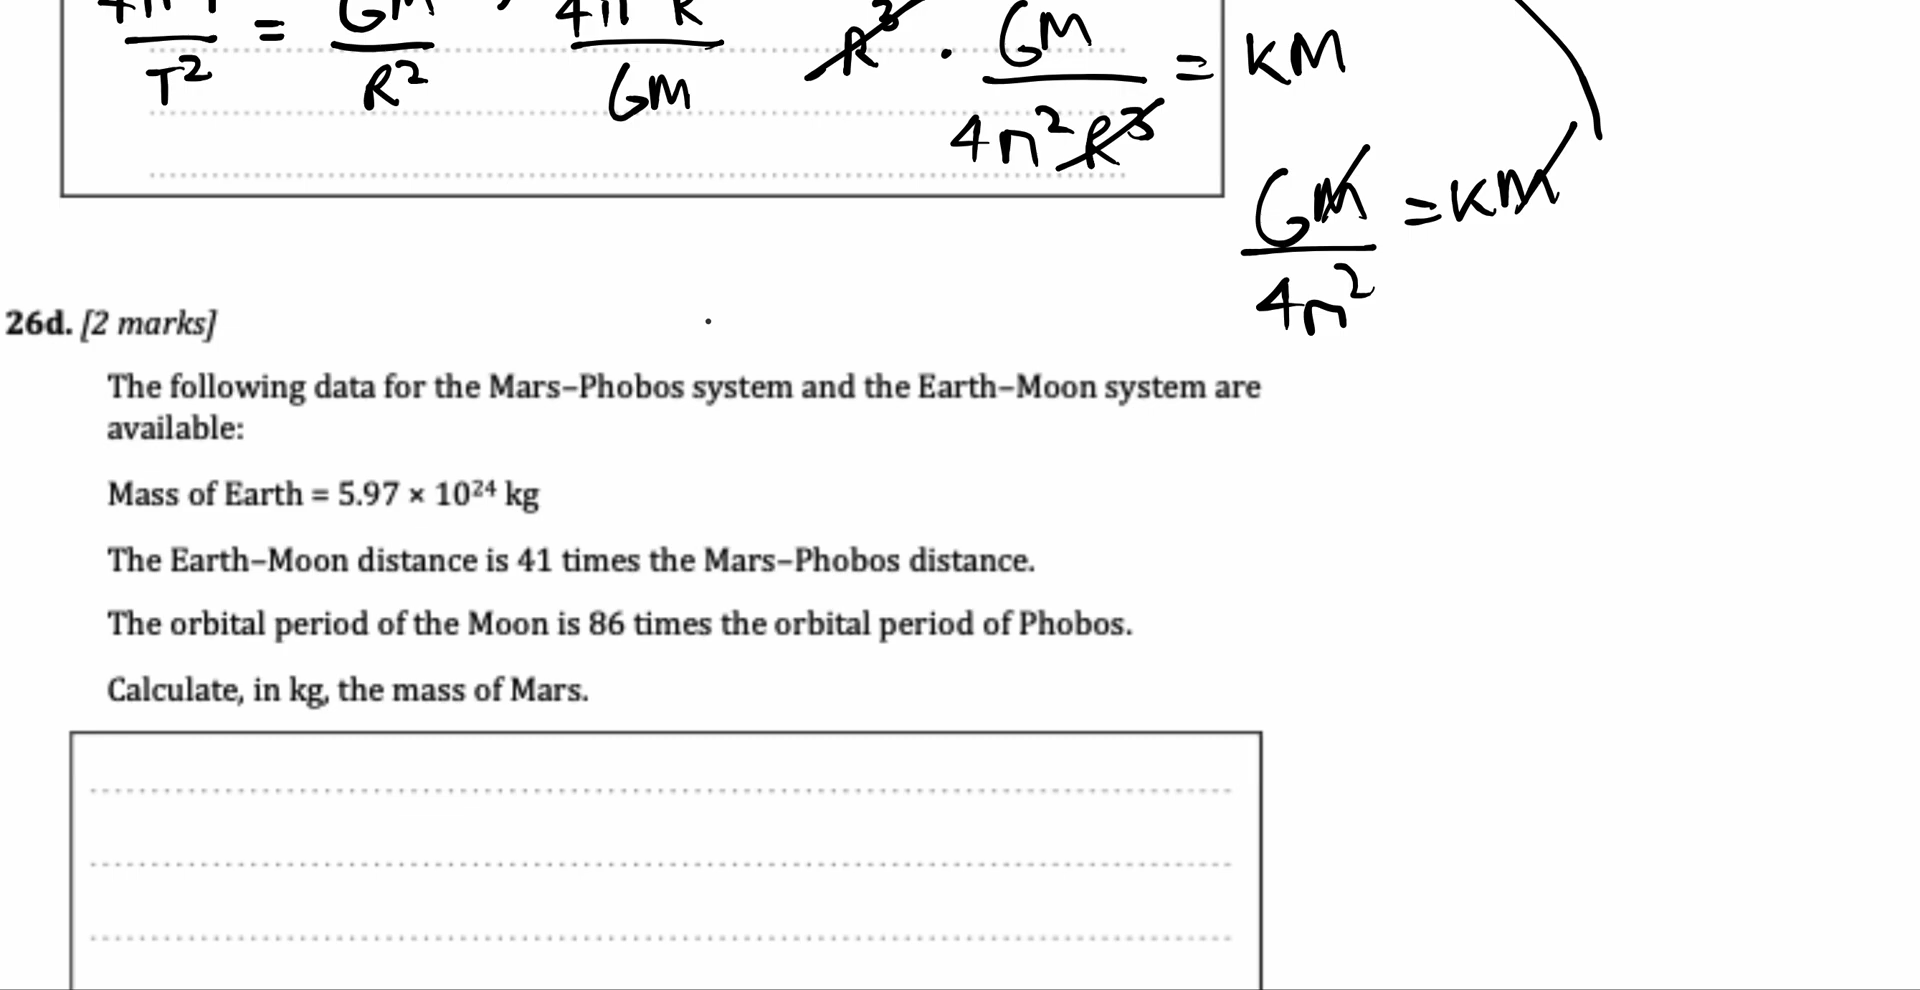 = GM
T² R² GM R³ · GM = KM
4π²R³
GM = KM
4π²
26d. [2 marks]
The following data for the Mars–Phobos system and the Earth–Moon system are
available:
Mass of Earth = 5.97 × 10²⁴ kg
The Earth–Moon distance is 41 times the Mars–Phobos distance.
The orbital period of the Moon is 86 times the orbital period of Phobos.
Calculate, in kg, the mass of Mars.